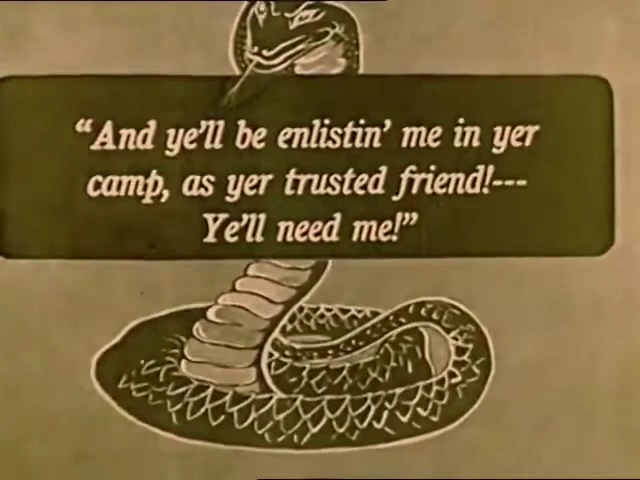 “And ye’ll be enlistin’ me in yer
camp, as yer trusted friend!---
Ye’ll need me!”